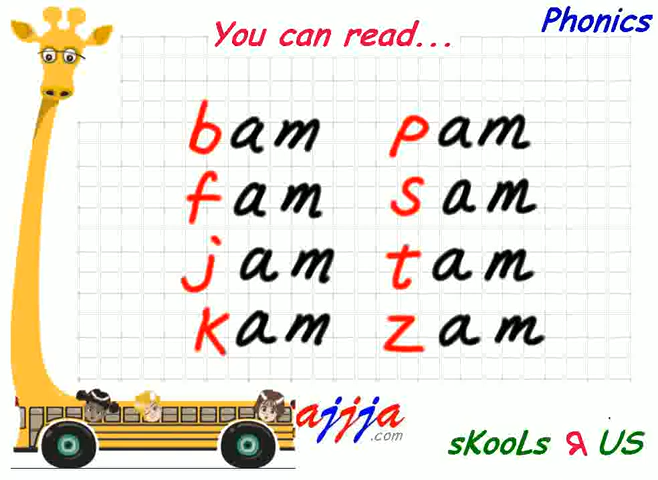 Phonics
You can read...
bam pam
fam sam
jam tam
kam zam
ajjja
.com
sKooLs Я US